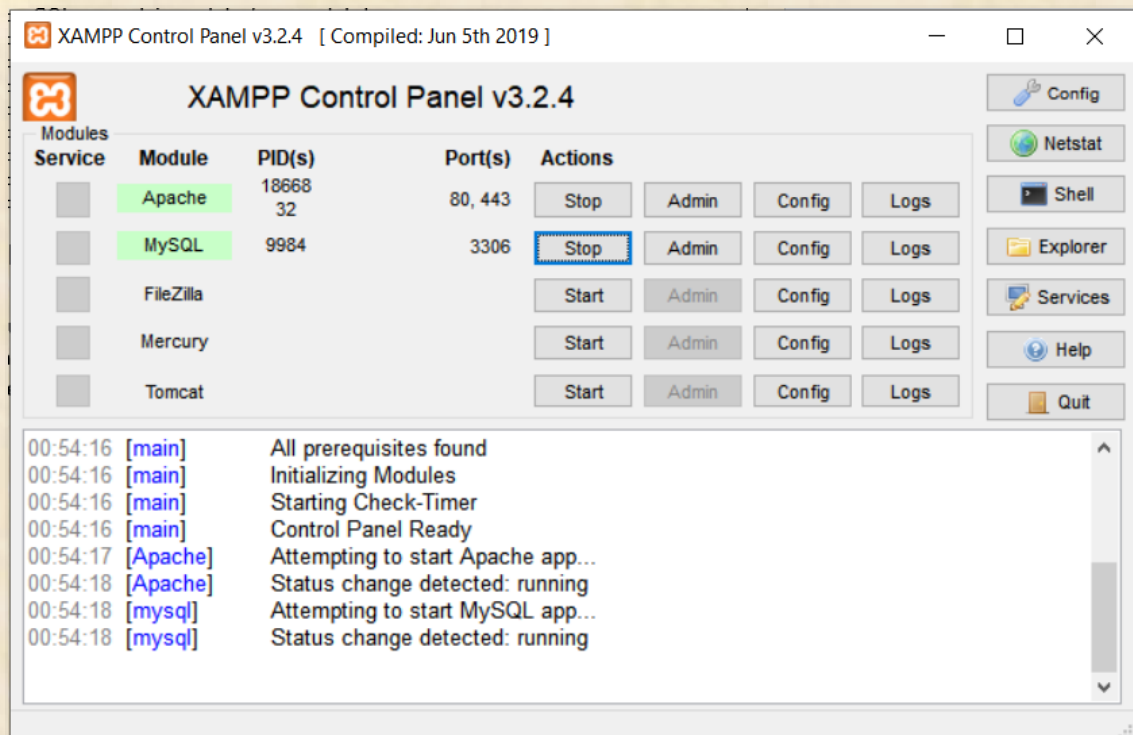 XAMPP Control Panel v3.2.4 [ Compiled: Jun 5th 2019 ]
XAMPP Control Panel v3.2.4
Config
Modules
Netstat
Service Module PID(s) Port(s) Actions
Apache 18668 32 80, 443 Stop Admin Config Logs
Shell
MySQL 9984 3306 Stop Admin Config Logs
Explorer
FileZilla Start Admin Config Logs
Services
Mercury Start Admin Config Logs
Help
Tomcat Start Admin Config Logs
Quit
00:54:16 [main] All prerequisites found
00:54:16 [main] Initializing Modules
00:54:16 [main] Starting Check-Timer
00:54:16 [main] Control Panel Ready
00:54:17 [Apache] Attempting to start Apache app...
00:54:18 [Apache] Status change detected: running
00:54:18 [mysql] Attempting to start MySQL app...
00:54:18 [mysql] Status change detected: running